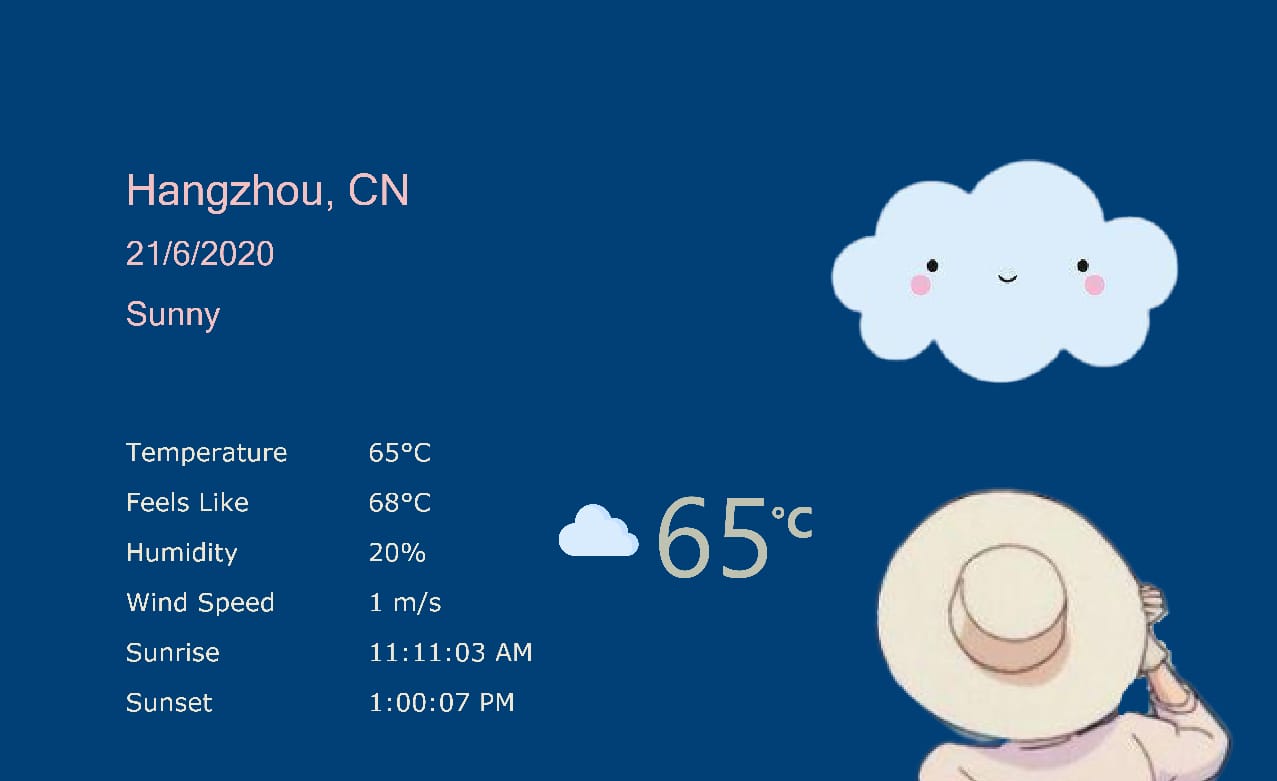 Hangzhou, CN
21/6/2020
Sunny
Temperature 65°C
Feels Like 68°C
Humidity 20%
Wind Speed 1 m/s
Sunrise 11:11:03 AM
Sunset 1:00:07 PM
65°C